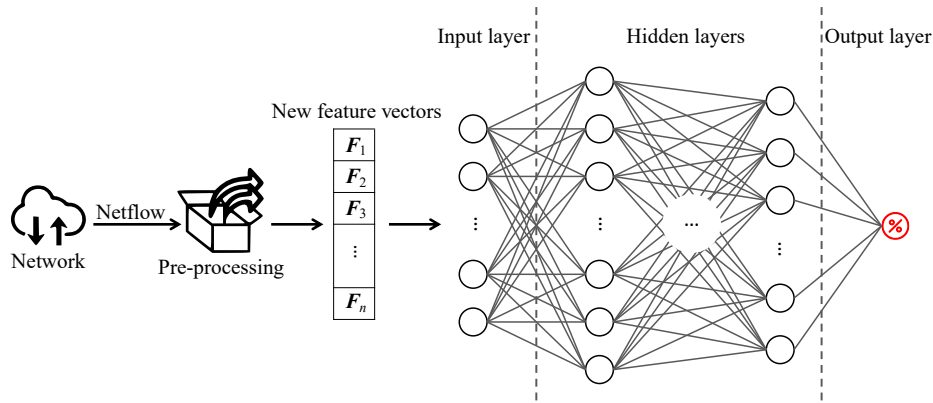 Input layer
Hidden layers
Output layer
New feature vectors
F1
F2
F3
⋮
Fn
Netflow
Network
Pre-processing
⋮
⋮
...
⋮
%